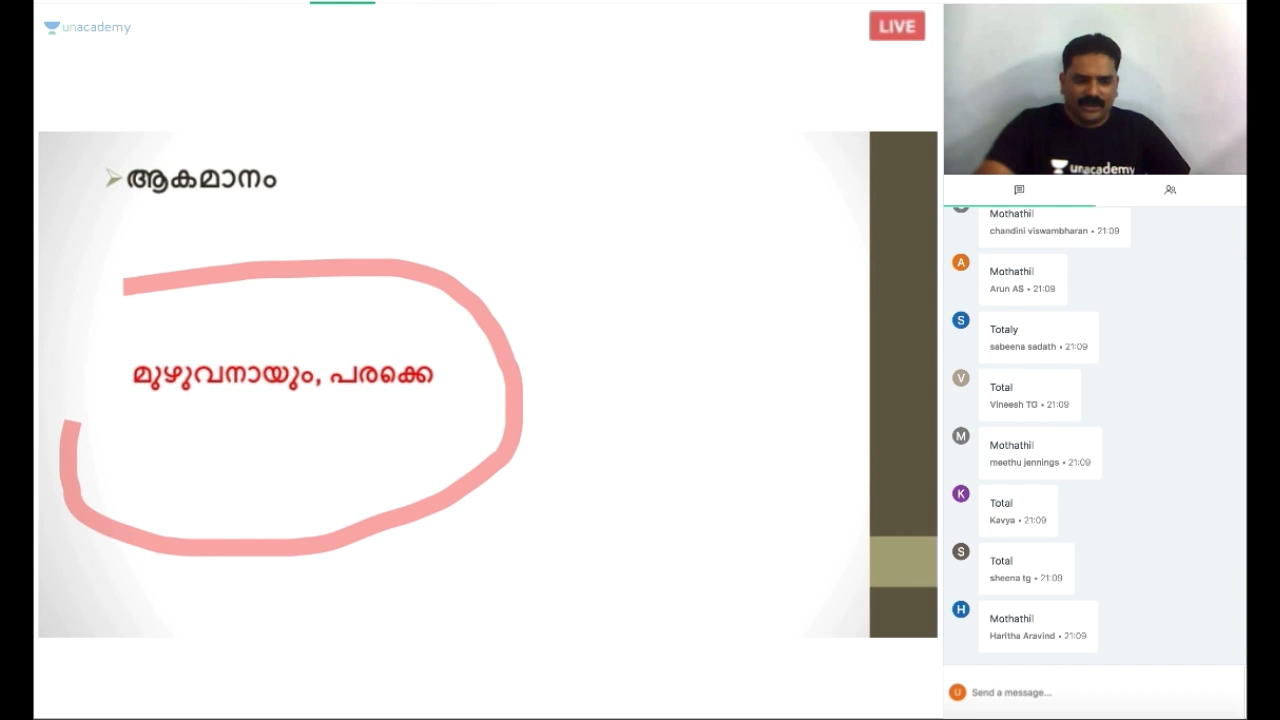 unacademy
LIVE
ആകമാനം
മുഴുവനായും, പരക്കെ
unacademy
Mothathil
chandini viswambharan • 21:09
A
Mothathil
Arun AS • 21:09
S
Totaly
sabeena sadath • 21:09
V
Total
Vineesh TG • 21:09
M
Mothathil
meethu jennings • 21:09
K
Total
Kavya • 21:09
S
Total
sheena tg • 21:09
H
Mothathil
Haritha Aravind • 21:09
U
Send a message...